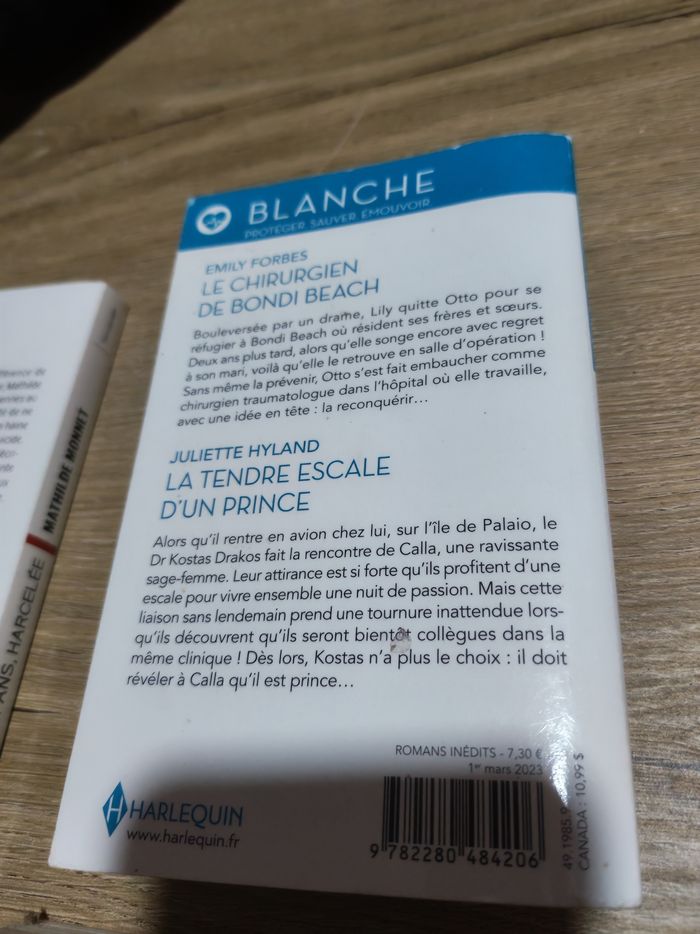 BLANCHE
PROTÉGER SAUVER ÉMOUVOIR
EMILY FORBES
LE CHIRURGIEN
DE BONDI BEACH
Bouleversée par un drame, Lily quitte Otto pour se
réfugier à Bondi Beach où résident ses frères et sœurs.
Deux ans plus tard, alors qu'elle songe encore avec regret
à son mari, voilà qu'elle le retrouve en salle d'opération !
Sans même la prévenir, Otto s'est fait embaucher comme
chirurgien traumatologue dans l'hôpital où elle travaille,
avec une idée en tête : la reconquérir…
JULIETTE HYLAND
LA TENDRE ESCALE
D'UN PRINCE
Alors qu'il rentre en avion chez lui, sur l'île de Palaio, le
Dr Kostas Drakos fait la rencontre de Calla, une ravissante
sage-femme. Leur attirance est si forte qu'ils profitent d'une
escale pour vivre ensemble une nuit de passion. Mais cette
liaison sans lendemain prend une tournure inattendue lors-
qu'ils découvrent qu'ils seront bientôt collègues dans la
même clinique ! Dès lors, Kostas n'a plus le choix : il doit
révéler à Calla qu'il est prince…
ROMANS INÉDITS - 7,30 €
1er mars 2023
H HARLEQUIN
www.harlequin.fr
9 782280 484206
49.1985.
CANADA : 10,99 $
ANS, HARCELÉE
MATHILDE MONNET